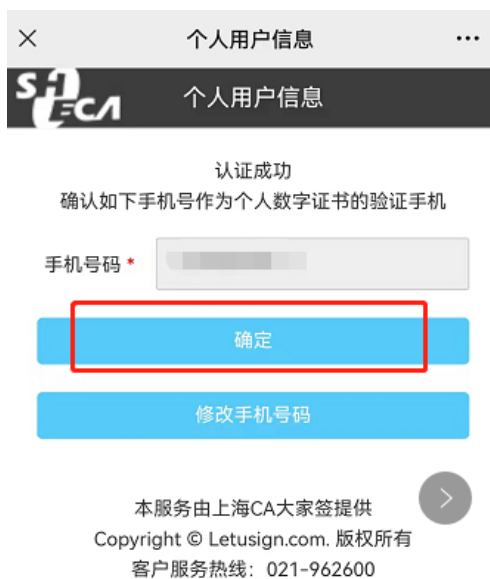 个人用户信息
SHECA 个人用户信息
认证成功
确认如下手机号作为个人数字证书的验证手机
手机号码 *
确定
修改手机号码
本服务由上海CA大家签提供
Copyright © Letusign.com. 版权所有
客户服务热线：021-962600